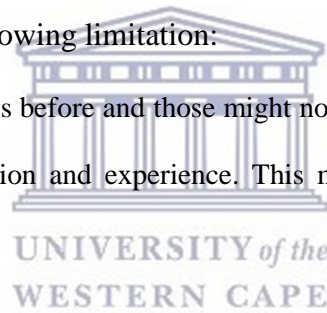 owing limitation:
s before and those might no
ion and experience. This m
UNIVERSITY of the
WESTERN CAPE